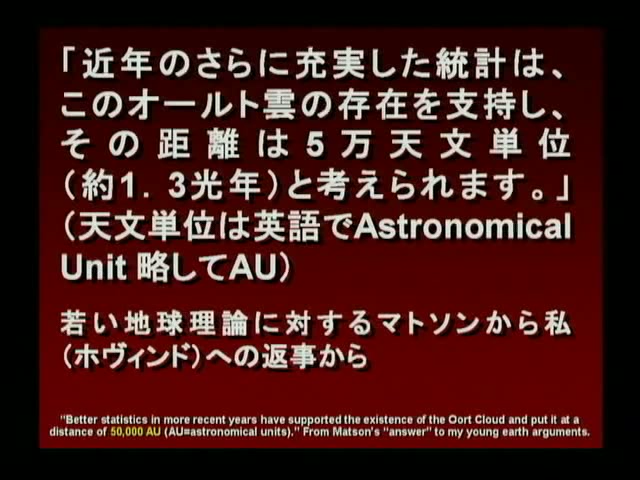 「近年のさらに充実した統計は、
このオールト雲の存在を支持し、
その距離は5万天文単位
（約1．3光年）と考えられます。」
（天文単位は英語でAstronomical
Unit 略してAU）
若い地球理論に対するマトソンから私
（ホヴィンド）への返事から
"Better statistics in more recent years have supported the existence of the Oort Cloud and put it at a
distance of 50,000 AU (AU=astronomical units)." From Matson's "answer" to my young earth arguments.